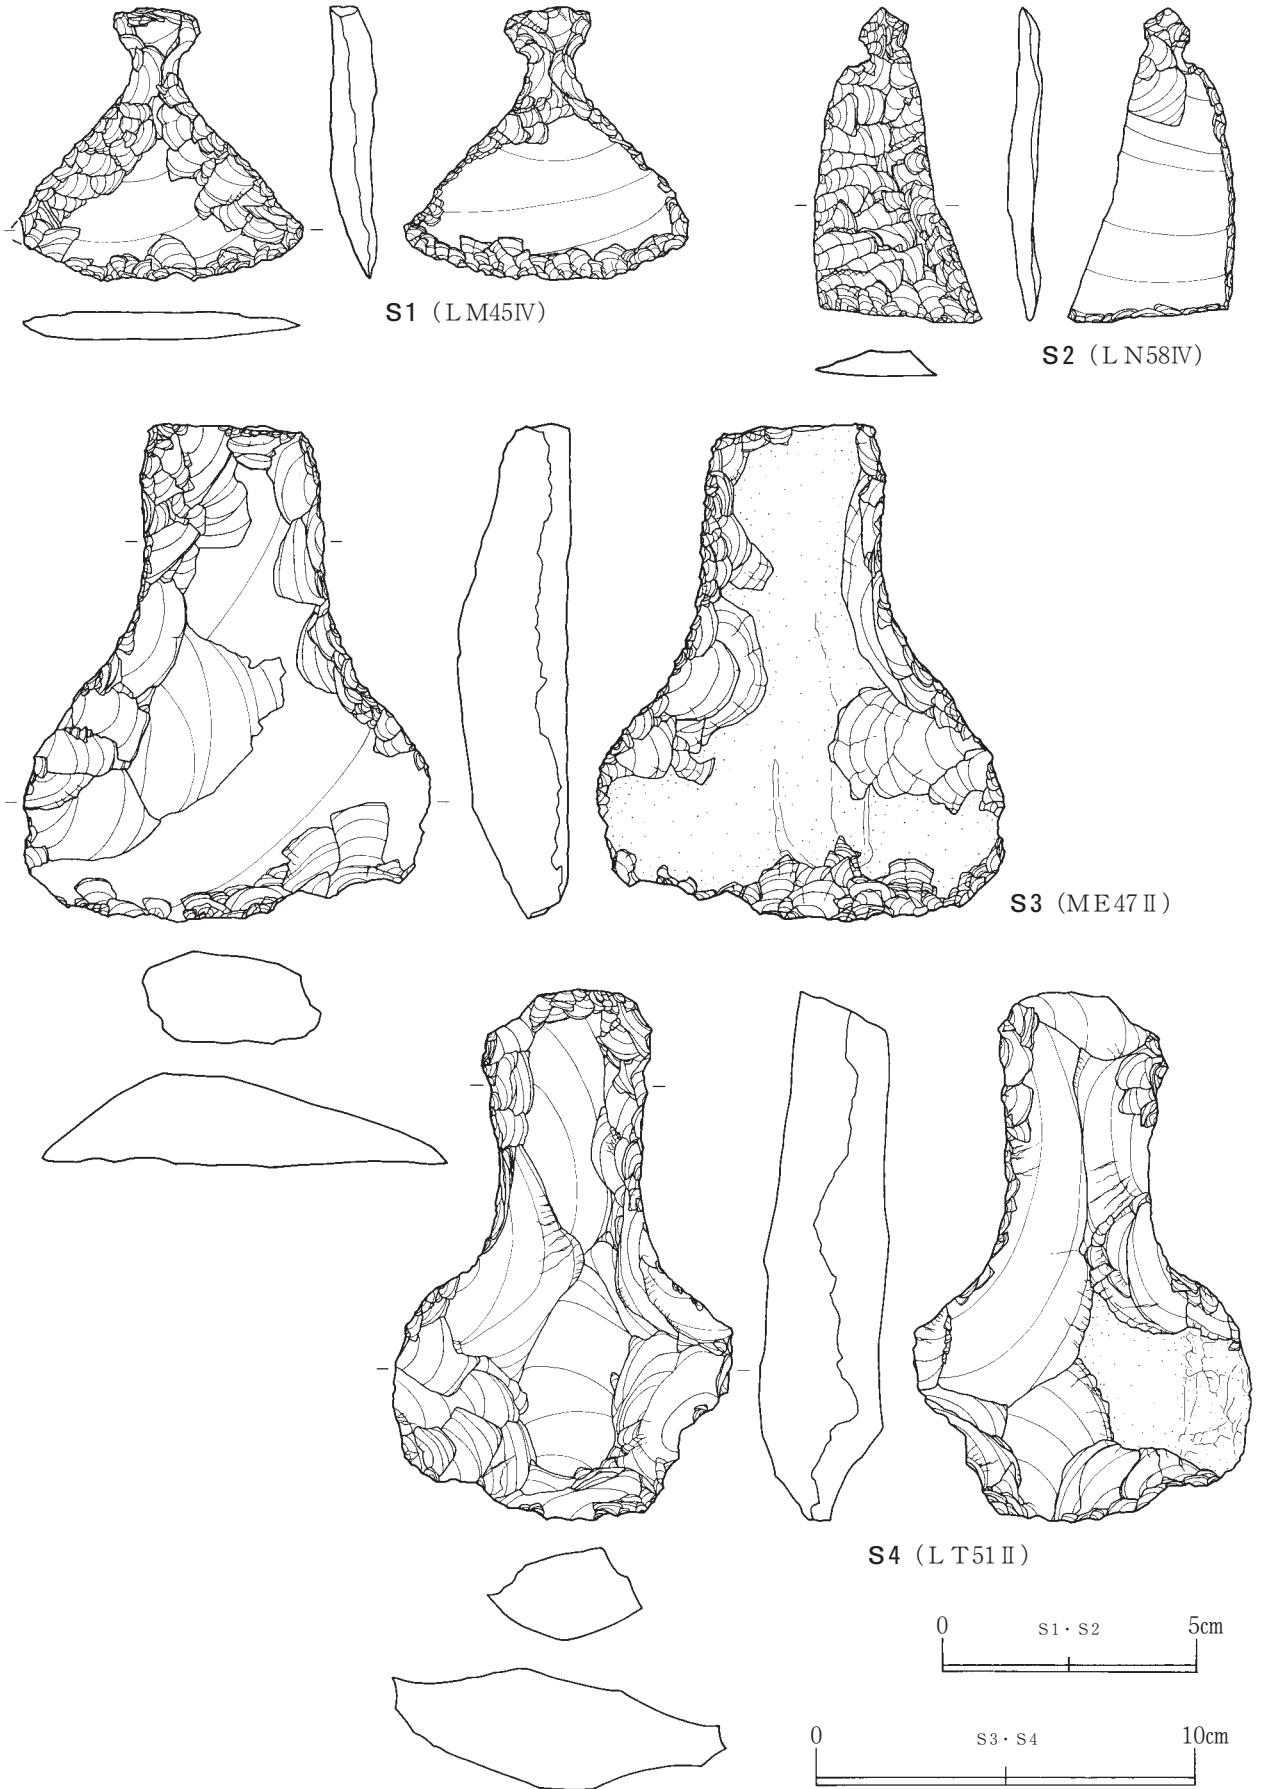 S1 (LM45Ⅳ)
S2 (LN58Ⅳ)
S3 (ME47Ⅱ)
S4 (LT51Ⅱ)
0 S1・S2 5cm
0 S3・S4 10cm